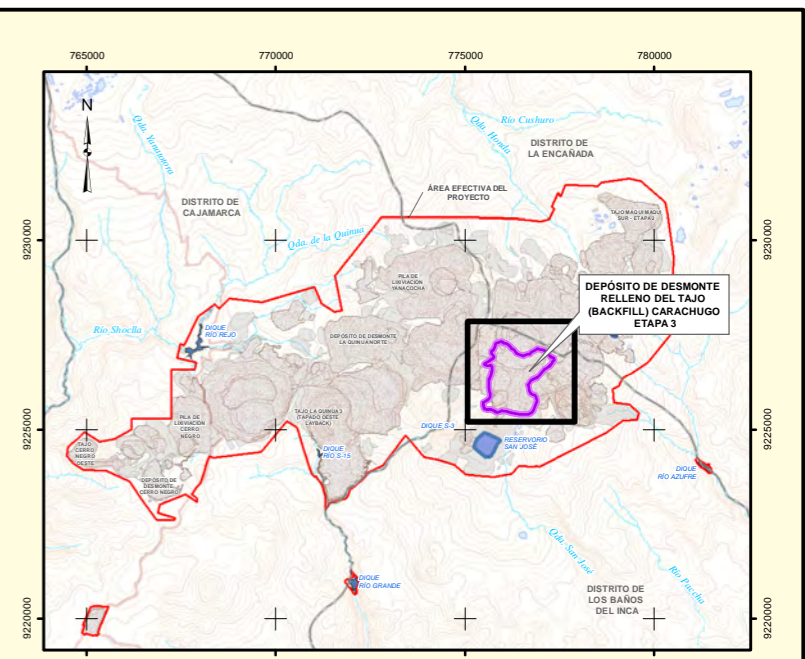 765000
770000
775000
780000
N
Qda. Yanannora
Río Cushuro
Qda. Honda
DISTRITO DE
LA ENCAÑADA
ÁREA EFECTIVA DEL
PROYECTO
DISTRITO DE
CAJAMARCA
TAJO MAQUI MAQUI
SUR - ETAPA 2
9230000
9230000
Qda. de la Quinua
PILA DE
LIXIVIACIÓN
YANACOCHA
DEPÓSITO DE DESMONTE
RELLENO DEL TAJO
(BACKFILL) CARACHUGO
ETAPA 3
Río Shoclla
DIQUE
RÍO REJO
DEPÓSITO DE DESMONTE
LA QUINUA NORTE
PILA DE
LIXIVIACIÓN
CERRO
NEGRO
TAJO LA QUINUA 3
(TAPADO OESTE
LAYBACK)
DIQUE S-3
9225000
9225000
RESERVORIO
SAN JOSÉ
TAJO
CERRO
NEGRO
OESTE
DIQUE
RÍO S-15
DEPÓSITO DE
DESMONTE
CERRO NEGRO
DIQUE
RÍO AZUFRE
Qda. San José
Río Paccha
DIQUE
RÍO GRANDE
DISTRITO DE
LOS BAÑOS
DEL INCA
9220000
9220000